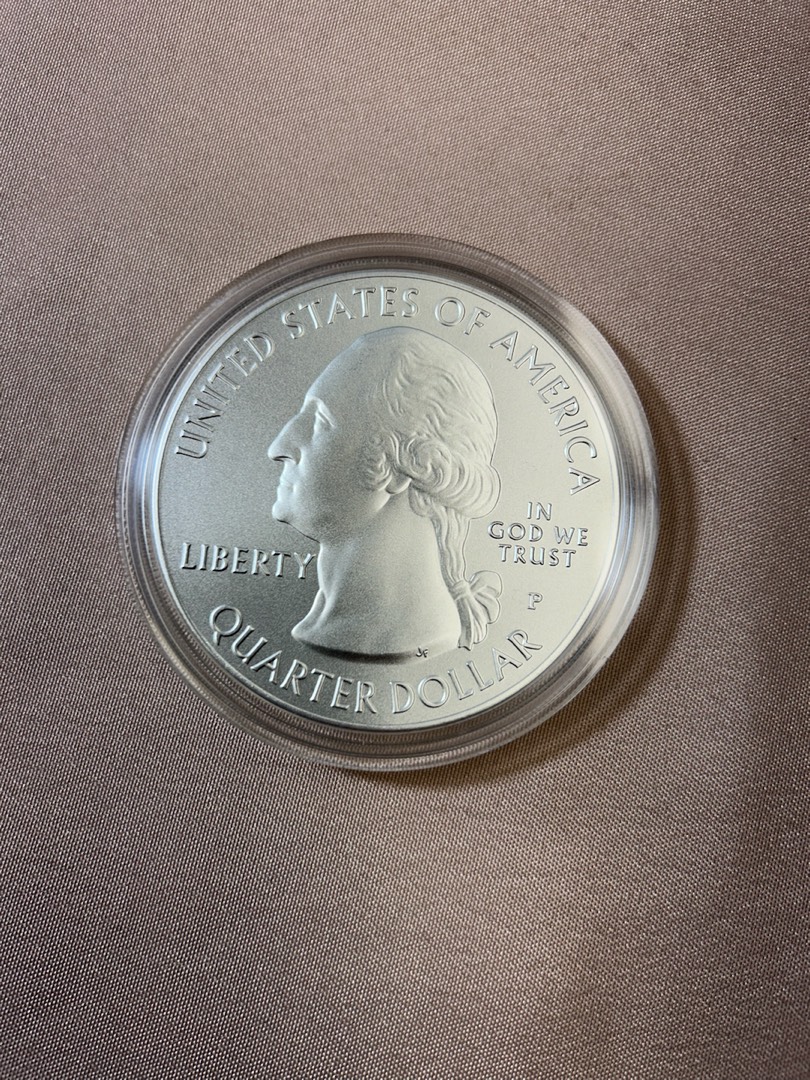 UNITED STATES OF AMERICA
LIBERTY
IN
GOD WE
TRUST
P
JF
QUARTER DOLLAR